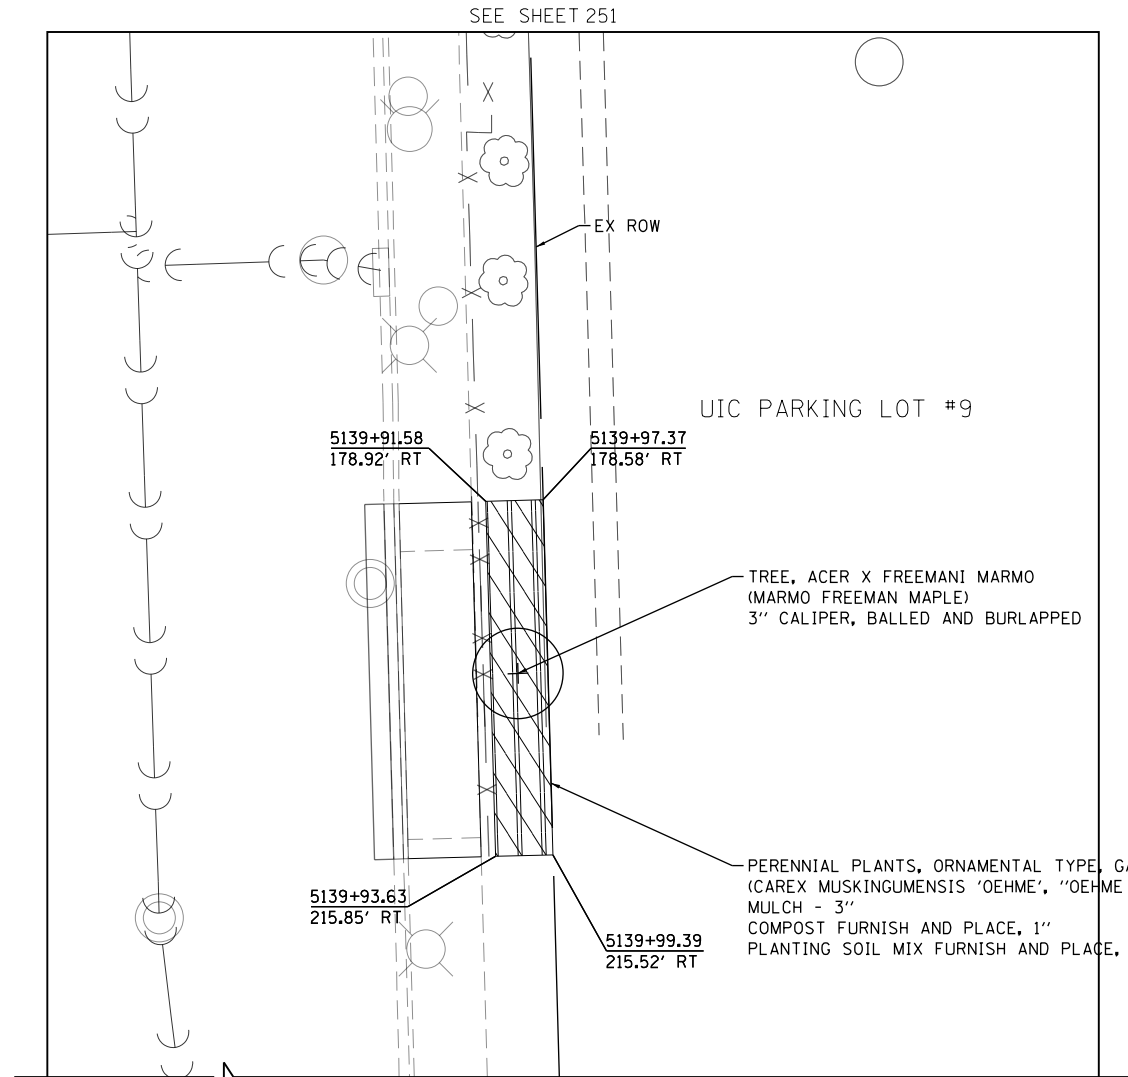 SEE SHEET 251
EX ROW
UIC PARKING LOT #9
5139+91.58
178.92' RT
5139+97.37
178.58' RT
TREE, ACER X FREEMANI MARMO
(MARMO FREEMAN MAPLE)
3" CALIPER, BALLED AND BURLAPPED
PERENNIAL PLANTS, ORNAMENTAL TYPE, GA
(CAREX MUSKINGUMENSIS 'OEHME', "OEHME
MULCH - 3"
COMPOST FURNISH AND PLACE, 1"
PLANTING SOIL MIX FURNISH AND PLACE,
5139+93.63
215.85' RT
5139+99.39
215.52' RT